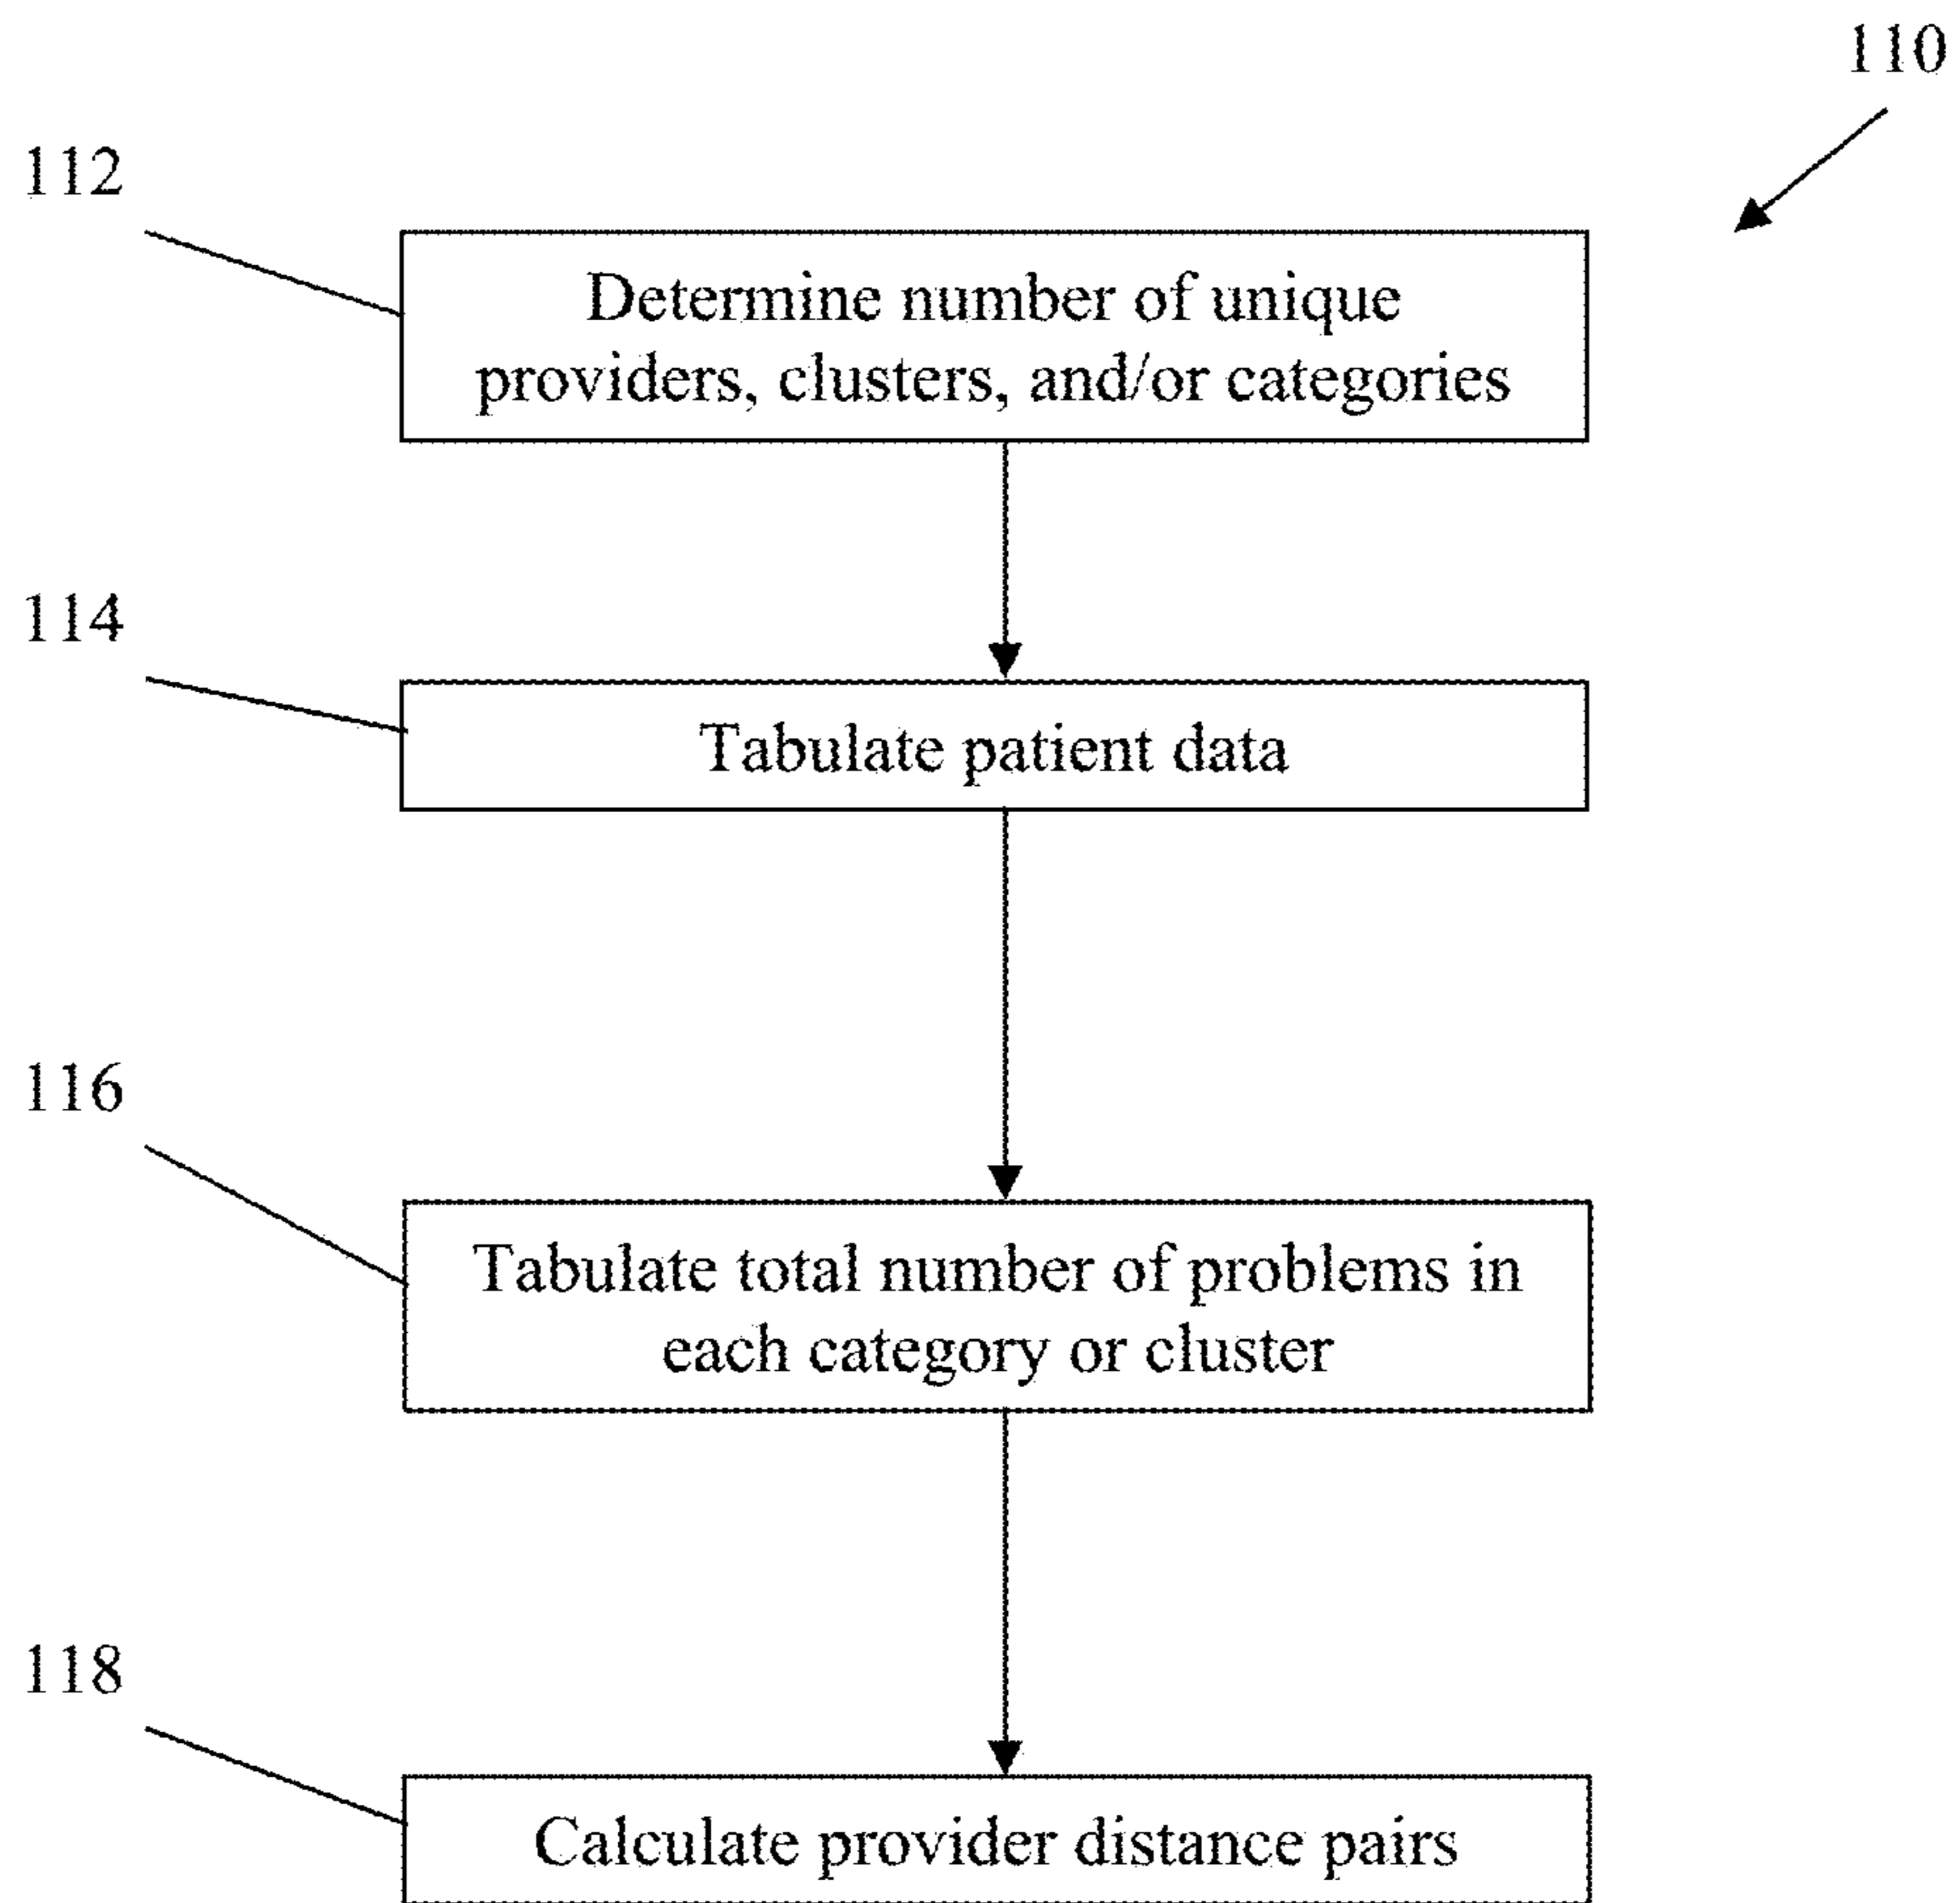 110
112
Determine number of unique
providers, clusters, and/or categories
114
Tabulate patient data
116
Tabulate total number of problems in
each category or cluster
118
Calculate provider distance pairs